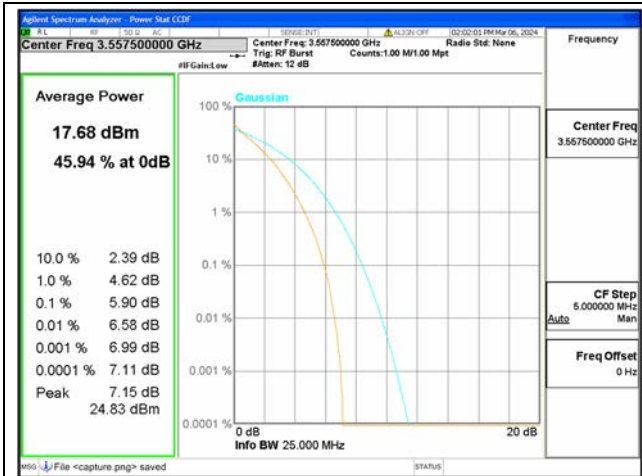 Agilent Spectrum Analyzer - Power Stat CCDF
RL RF 50 Ω AC SENSE:INT ALIGN OFF 02:02:01 PM Mar 06, 2024
Center Freq 3.557500000 GHz
Center Freq: 3.557500000 GHz Radio Std: None
Trig: RF Burst Counts:1.00 M/1.00 Mpt
#IFGain:Low #Atten: 12 dB
Frequency
Average Power
17.68 dBm
45.94 % at 0dB
10.0 % 2.39 dB
1.0 % 4.62 dB
0.1 % 5.90 dB
0.01 % 6.58 dB
0.001 % 6.99 dB
0.0001 % 7.11 dB
Peak 7.15 dB
24.83 dBm
Gaussian
100 %
10 %
1 %
0.1 %
0.01 %
0.001 %
0.0001 %
0 dB 20 dB
Info BW 25.000 MHz
Center Freq
3.557500000 GHz
CF Step
5.000000 MHz
Auto Man
Freq Offset
0 Hz
MSG File <capture.png> saved STATUS